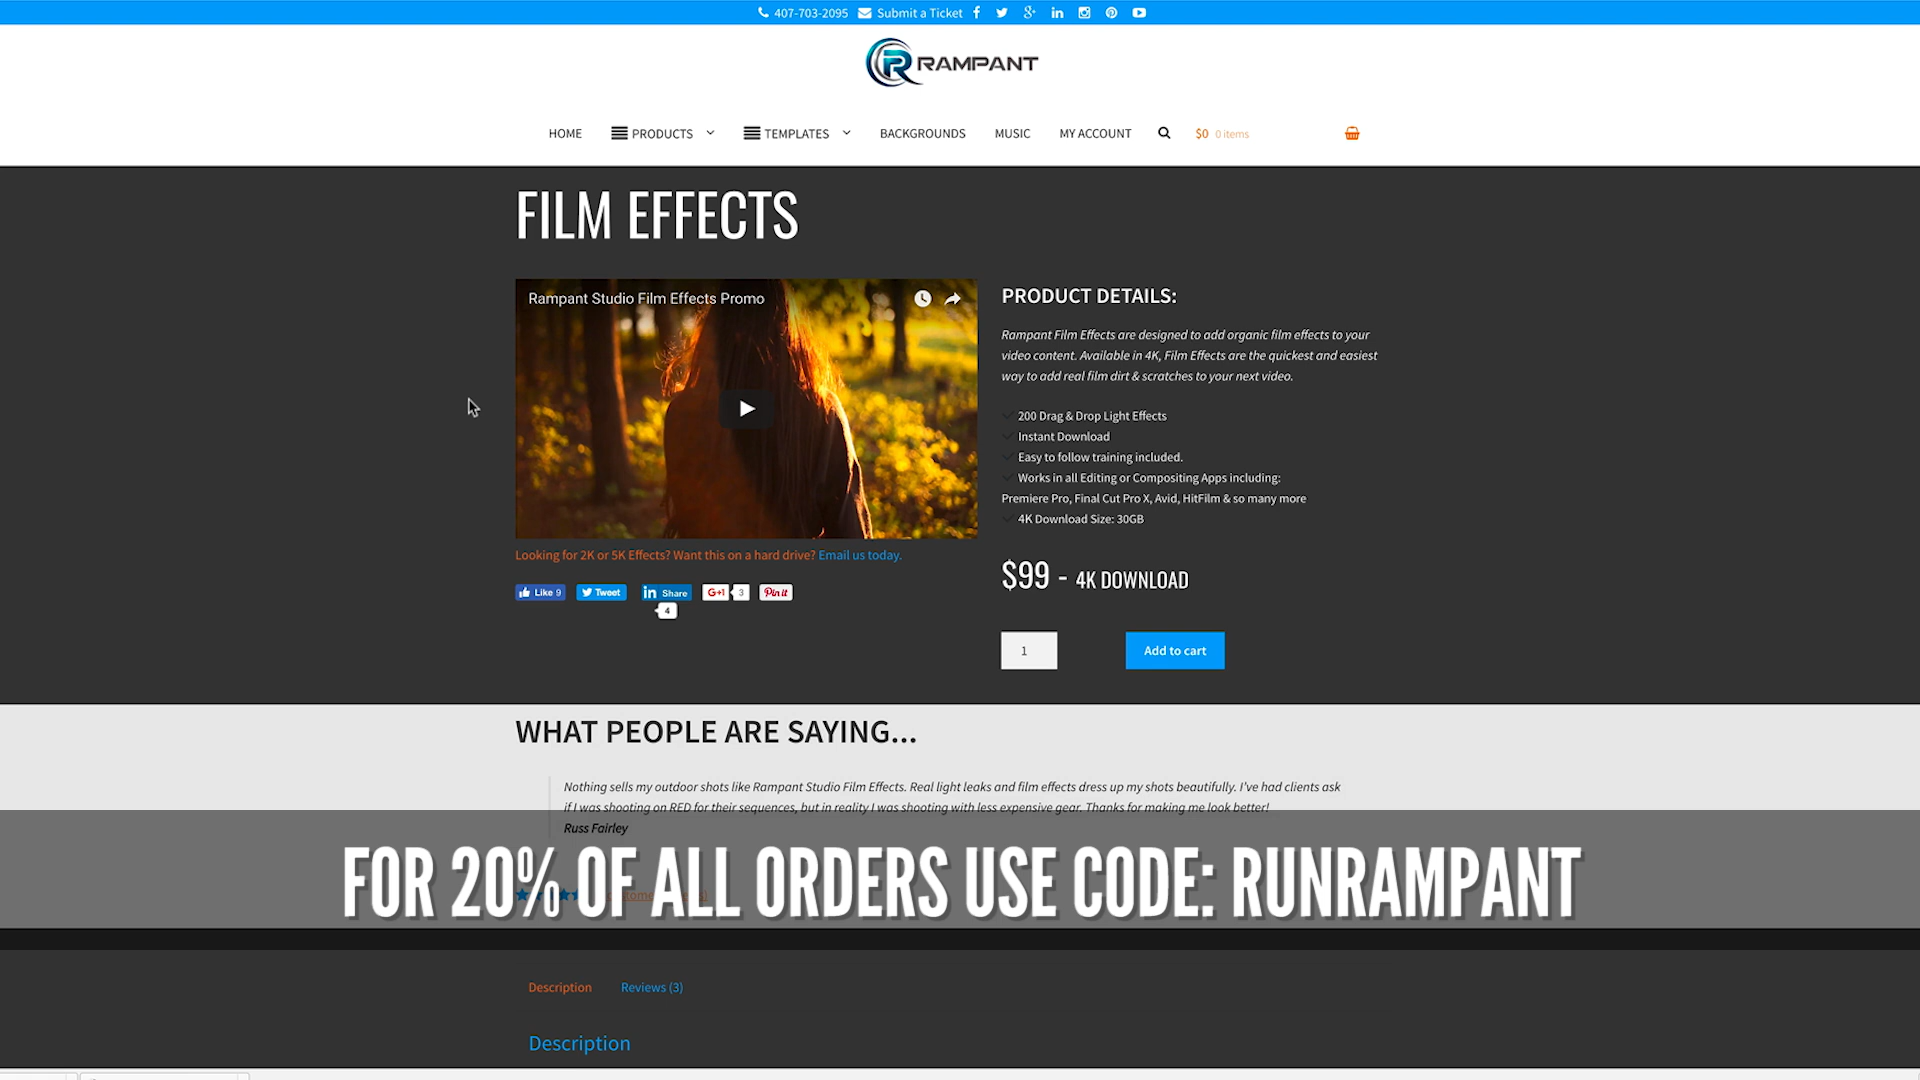 407-703-2095 Submit a Ticket
RAMPANT
HOME PRODUCTS TEMPLATES BACKGROUNDS MUSIC MY ACCOUNT $0 0 items
FILM EFFECTS
Rampant Studio Film Effects Promo
PRODUCT DETAILS:
Rampant Film Effects are designed to add organic film effects to your
video content. Available in 4K, Film Effects are the quickest and easiest
way to add real film dirt & scratches to your next video.
200 Drag & Drop Light Effects
Instant Download
Easy to follow training included.
Works in all Editing or Compositing Apps including:
Premiere Pro, Final Cut Pro X, Avid, HitFilm & so many more
4K Download Size: 30GB
Looking for 2K or 5K Effects? Want this on a hard drive? Email us today.
Like 9 Tweet in Share G+1 3 Pin it
4
$99 - 4K DOWNLOAD
1 Add to cart
WHAT PEOPLE ARE SAYING...
Nothing sells my outdoor shots like Rampant Studio Film Effects. Real light leaks and film effects dress up my shots beautifully. I've had clients ask
if I was shooting on RED for their sequences, but in reality I was shooting with less expensive gear. Thanks for making me look better!
Russ Fairley
FOR 20% OF ALL ORDERS USE CODE: RUNRAMPANT
Description Reviews (3)
Description